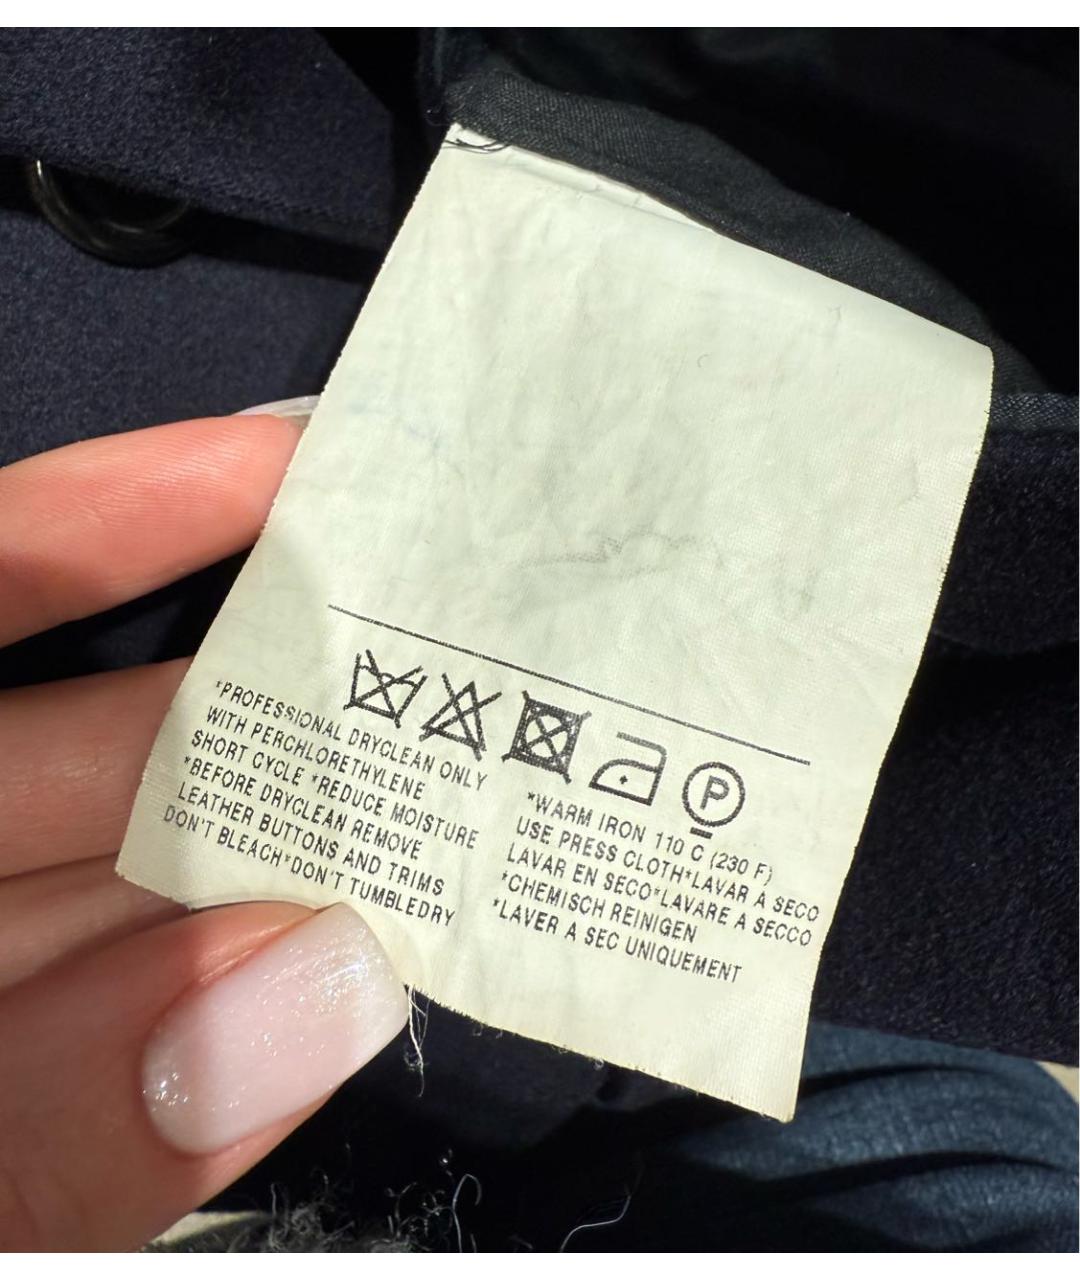 P
*PROFESSIONAL DRYCLEAN ONLY
WITH PERCHLORETHYLENE
SHORT CYCLE *REDUCE MOISTURE
*BEFORE DRYCLEAN REMOVE
LEATHER BUTTONS AND TRIMS
DON'T BLEACH*DON'T TUMBLEDRY
*WARM IRON 110 C (230 F)
USE PRESS CLOTH*LAVAR A SECO
LAVAR EN SECO*LAVARE A SECCO
*CHEMISCH REINIGEN
*LAVER A SEC UNIQUEMENT